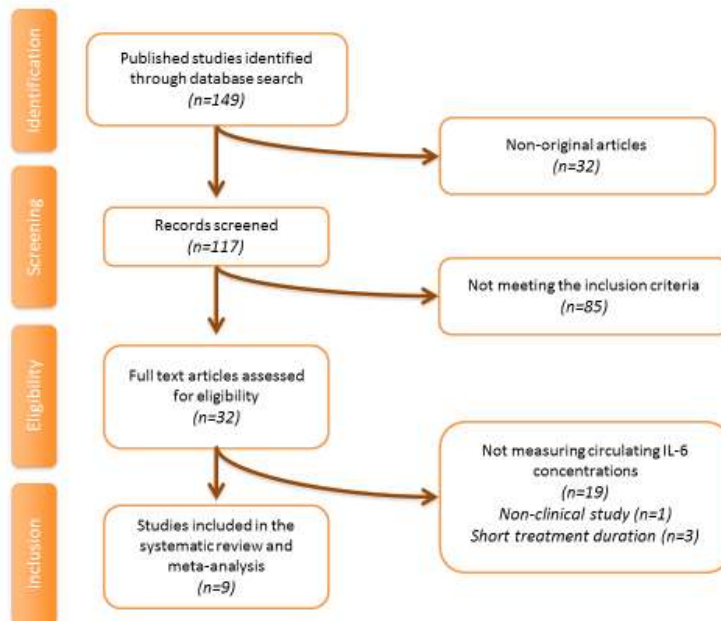 Identification
Published studies identified
through database search
(n=149)
Non-original articles
(n=32)
Screening
Records screened
(n=117)
Not meeting the inclusion criteria
(n=85)
Eligibility
Full text articles assessed
for eligibility
(n=32)
Not measuring circulating IL-6
concentrations
(n=19)
Non-clinical study (n=1)
Short treatment duration (n=3)
Inclusion
Studies included in the
systematic review and
meta-analysis
(n=9)